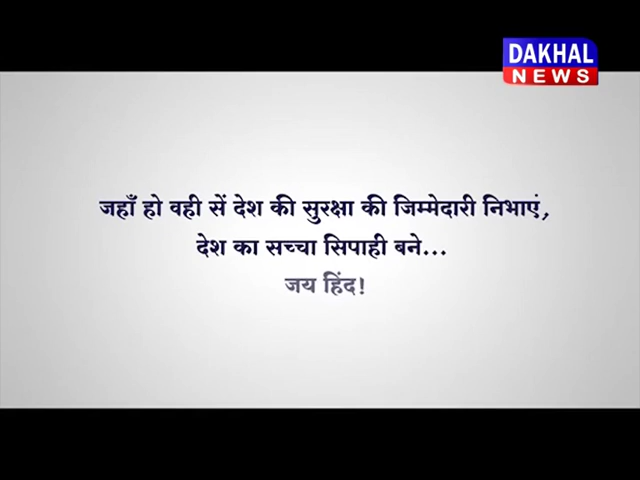 DAKHAL
NEWS
जहाँ हो वही सें देश की सुरक्षा की जिम्मेदारी निभाएं,
देश का सच्चा सिपाही बने...
जय हिंद!